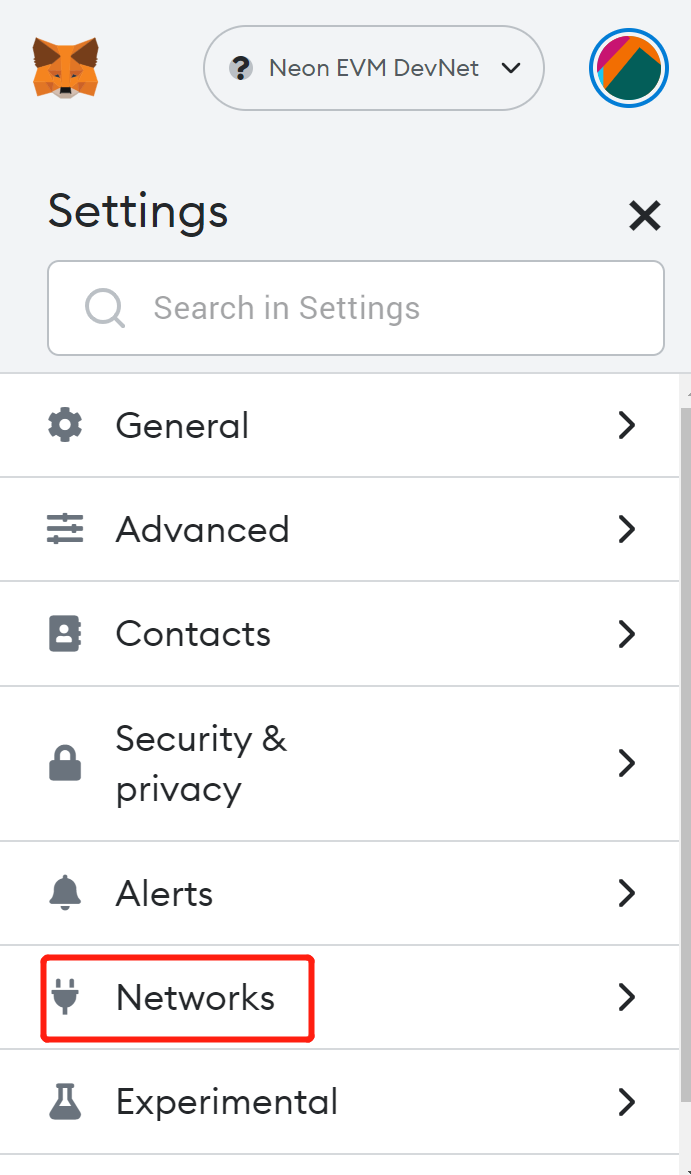 Neon EVM DevNet
Settings
Search in Settings
General
Advanced
Contacts
Security &
privacy
Alerts
Networks
Experimental